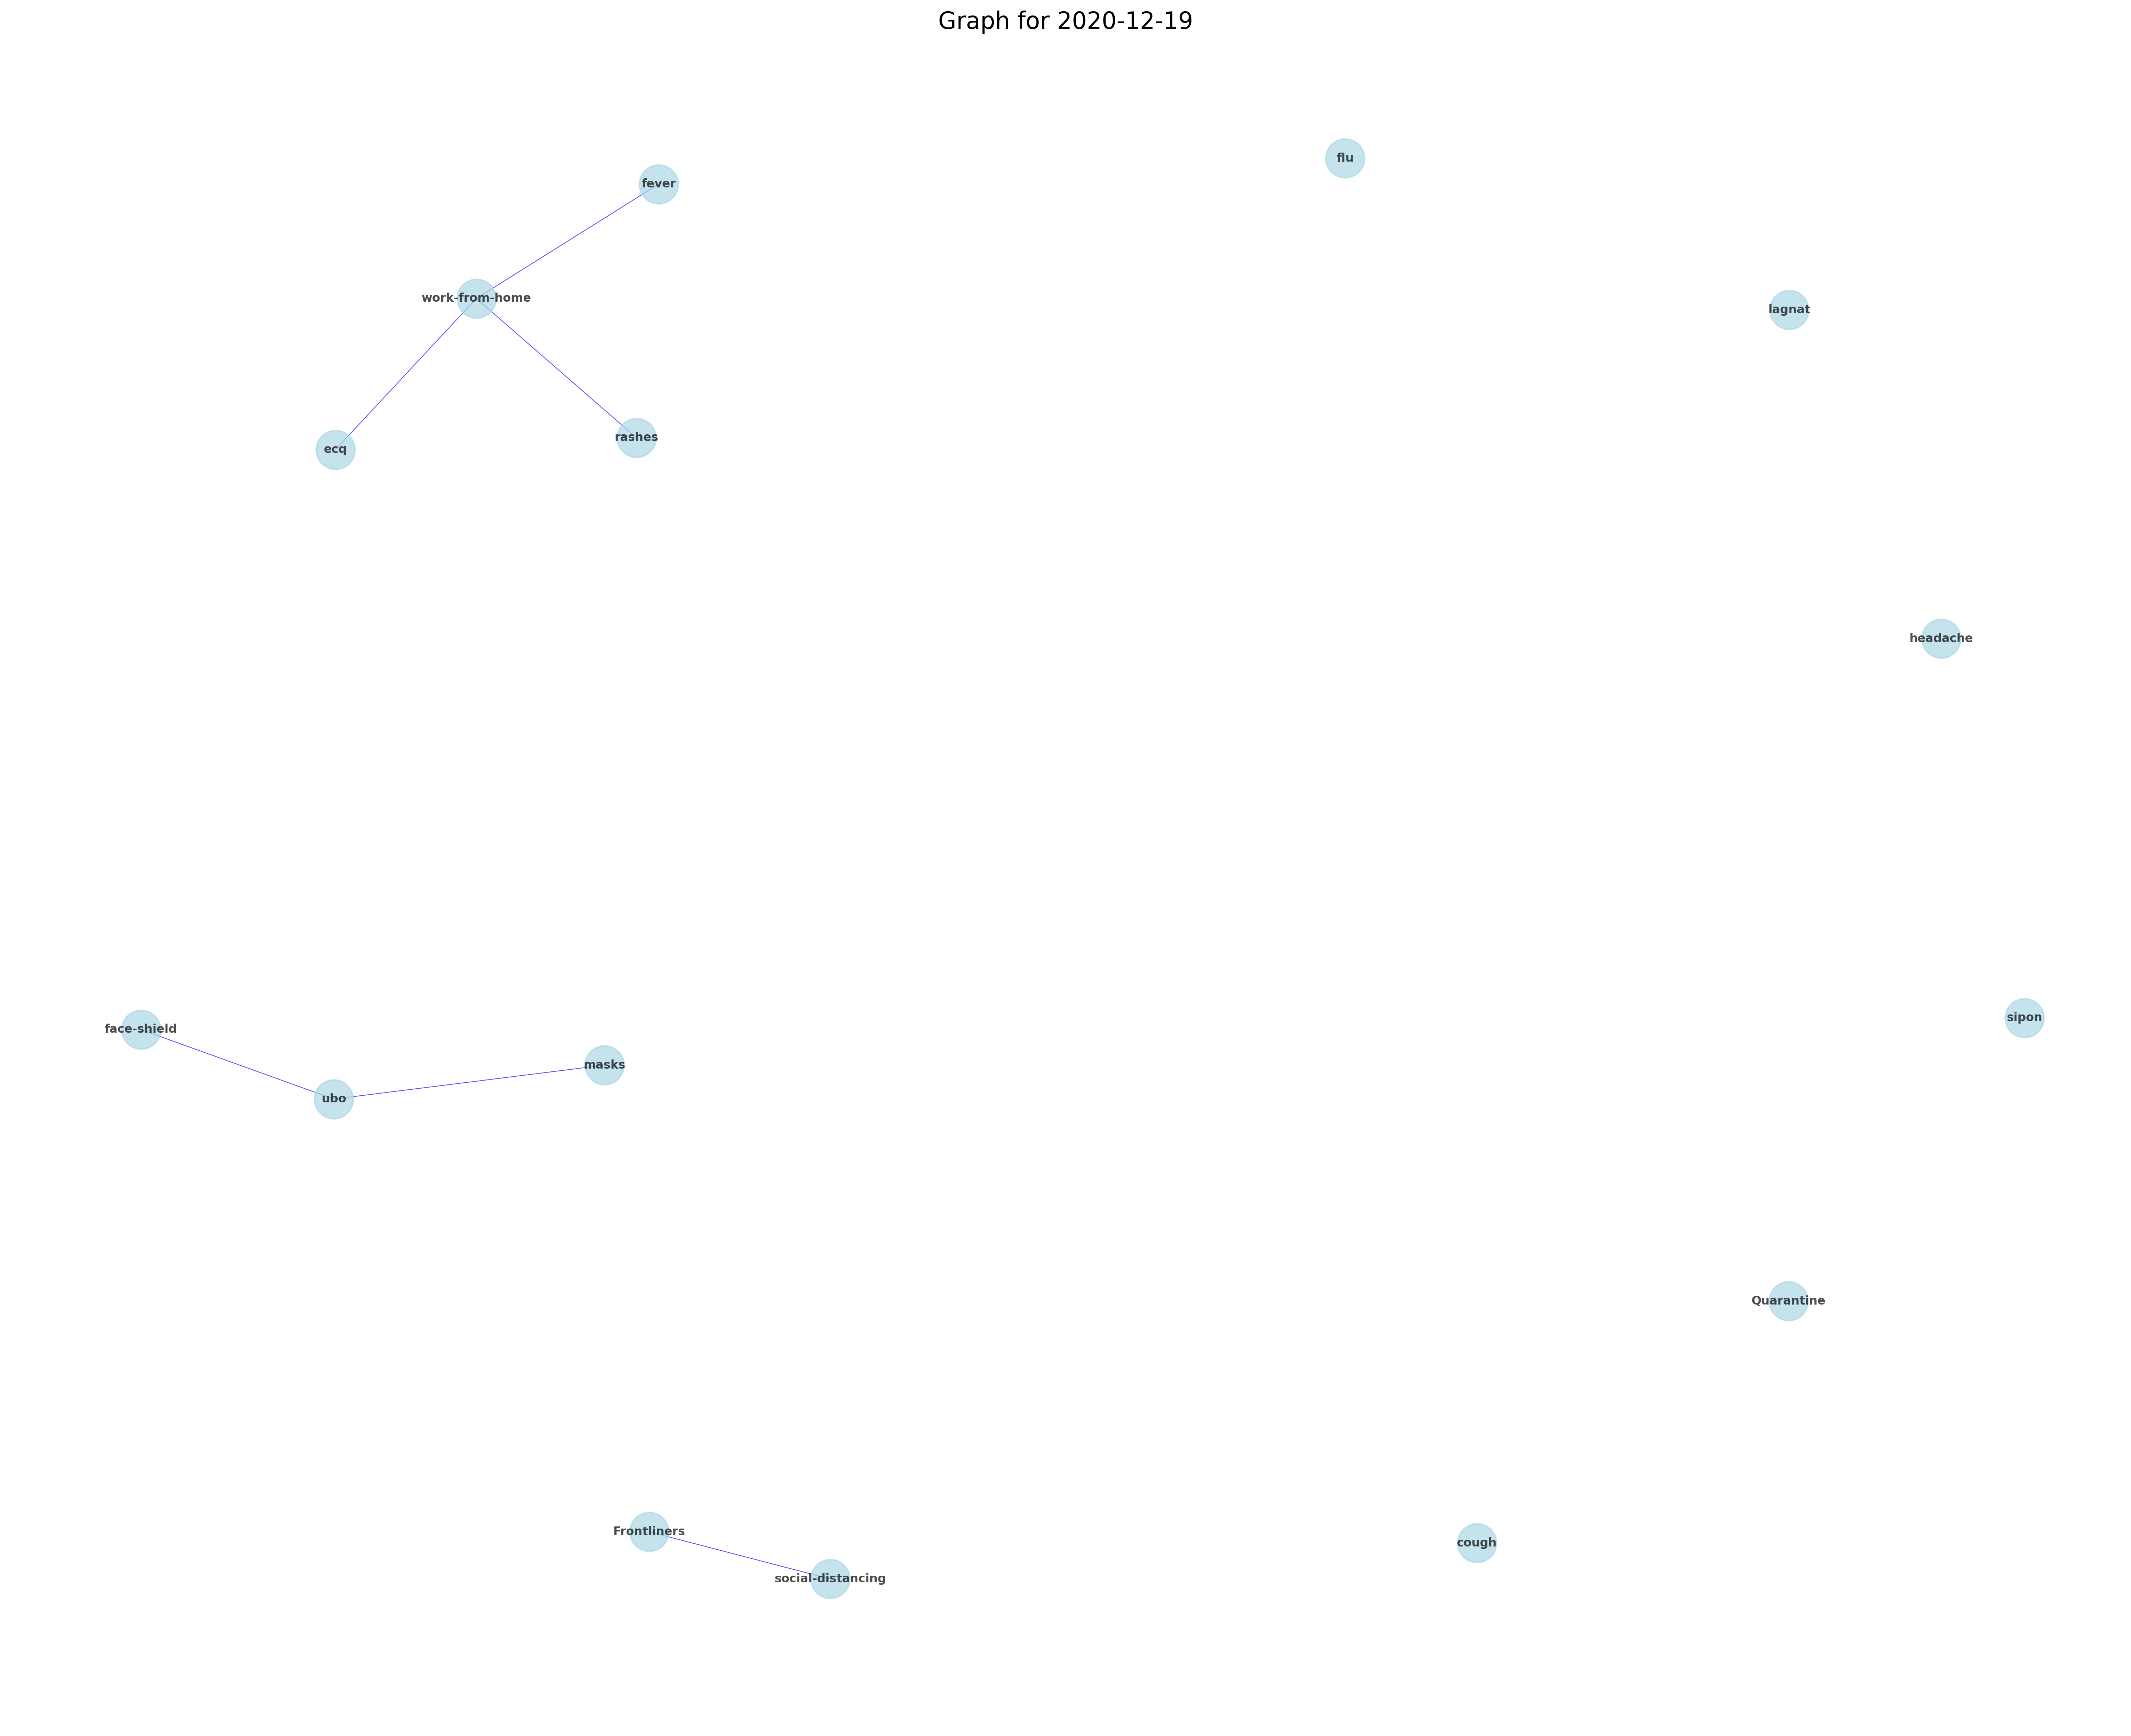 Graph for 2020-12-19
flu
fever
work-from-home
lagnat
rashes
ecq
headache
sipon
face-shield
masks
ubo
Quarantine
Frontliners
cough
social-distancing